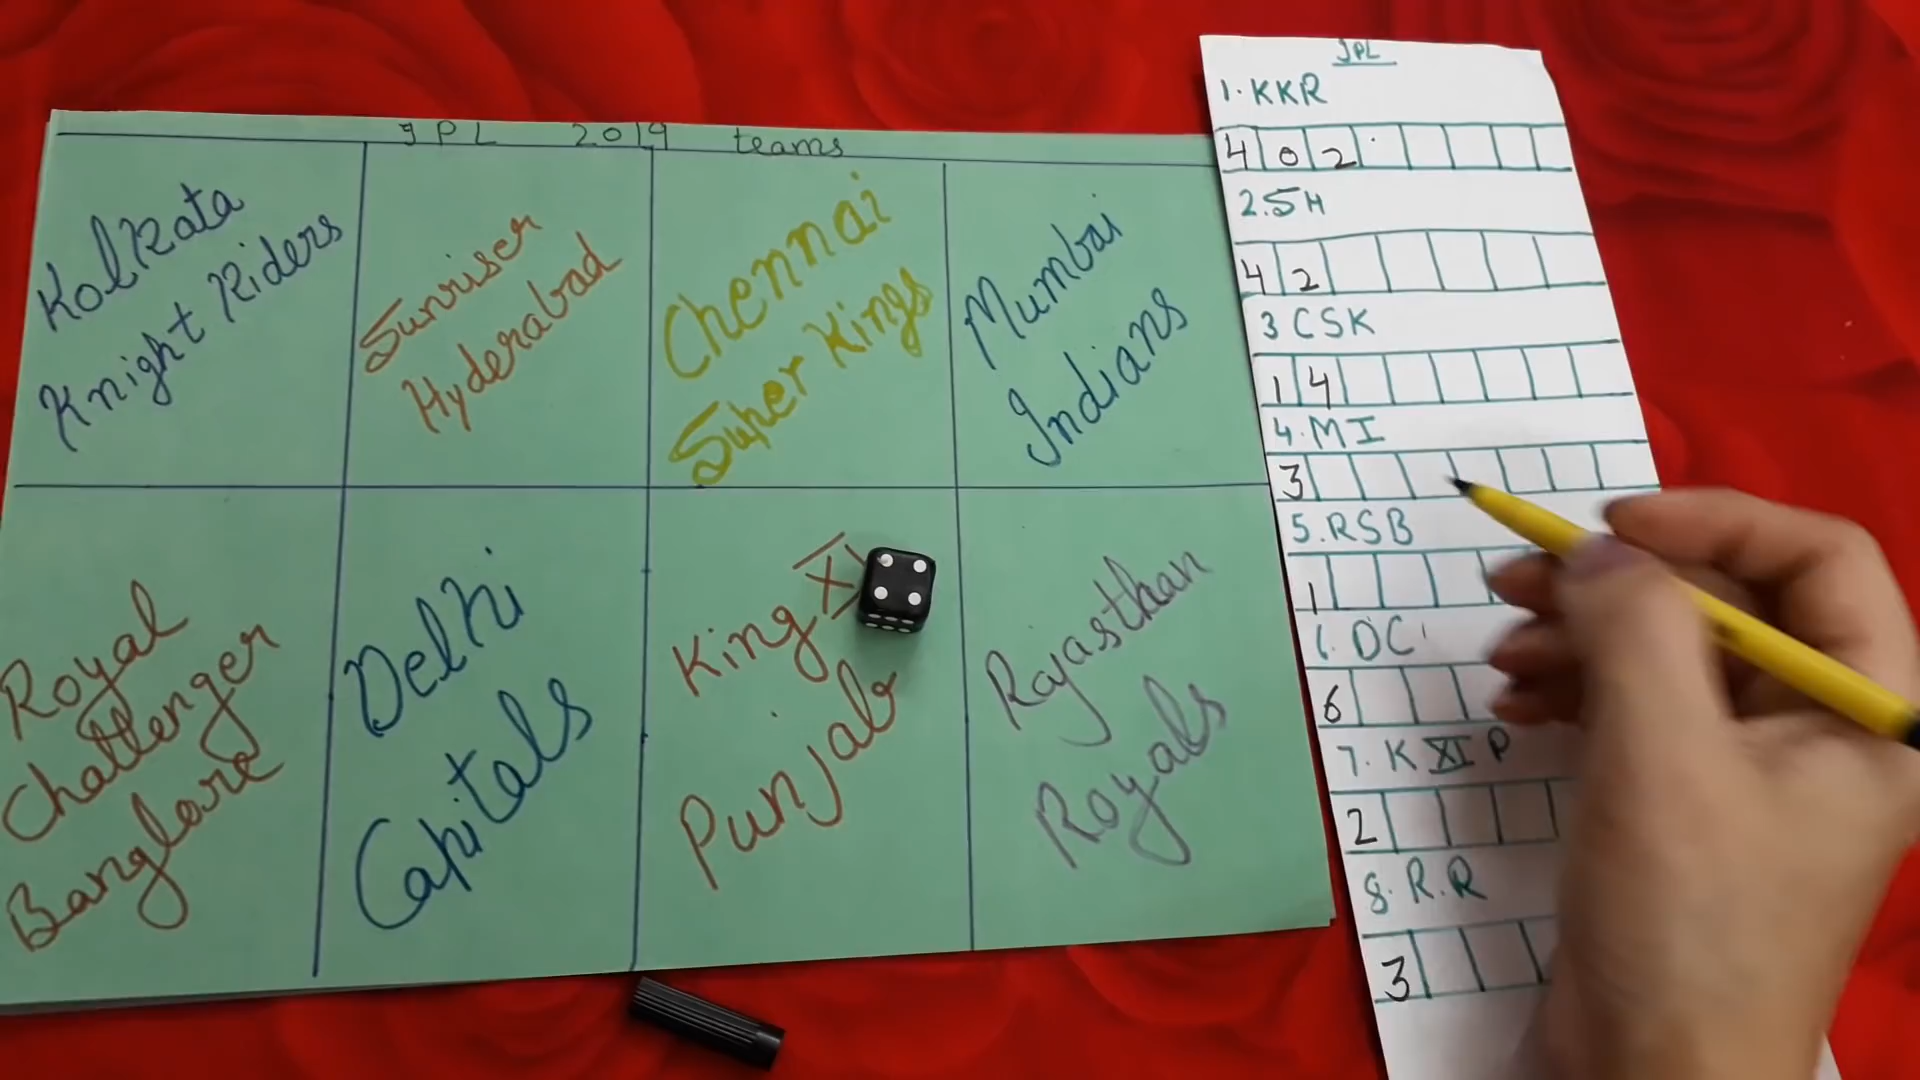 IPL 2019 teams
Kolkata
Knight Riders
Sunriser
Hyderabad
Chennai
Super Kings
Mumbai
Indians
Royal
Challenger
Banglore
Delhi
Capitals
King XI
Punjab
Rajasthan
Royals
IPL
1. KKR
4 0 2
2. SH
4 2
3 CSK
1 4
4. MI
3
5. RSB
1
6. DC
6
7. K XI P
2
8. R.R
3